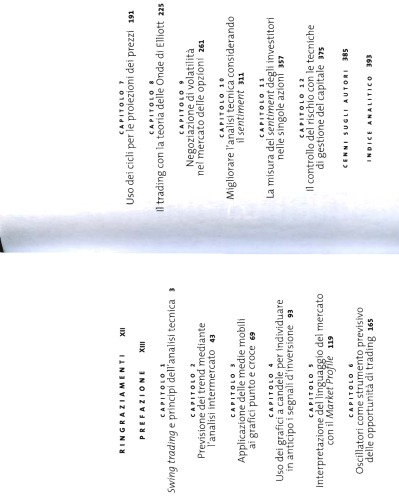 RINGRAZIAMENTI XII
PREFAZIONE XIII
CAPITOLO 1
Swing trading e principi dell'analisi tecnica 3
CAPITOLO 2
Previsione dei trend mediante
l'analisi intermercato 43
CAPITOLO 3
Applicazione delle medie mobili
ai grafici punto e croce 69
CAPITOLO 4
Uso dei grafici a candele per individuare
in anticipo i segnali d'inversione 93
CAPITOLO 5
Interpretazione del linguaggio del mercato
con il Market Profile 119
CAPITOLO 6
Oscillatori come strumento previsivo
delle opportunità di trading 165
CAPITOLO 7
Uso dei cicli per le proiezioni dei prezzi 191
CAPITOLO 8
Il trading con la teoria delle Onde di Elliott 225
CAPITOLO 9
Negoziazione di volatilità
nel mercato delle opzioni 261
CAPITOLO 10
Migliorare l'analisi tecnica considerando
il sentiment 311
CAPITOLO 11
La misura del sentiment degli investitori
nelle singole azioni 357
CAPITOLO 12
Il controllo del rischio con le tecniche
di gestione del capitale 375
CENNI SUGLI AUTORI 385
INDICE ANALITICO 393